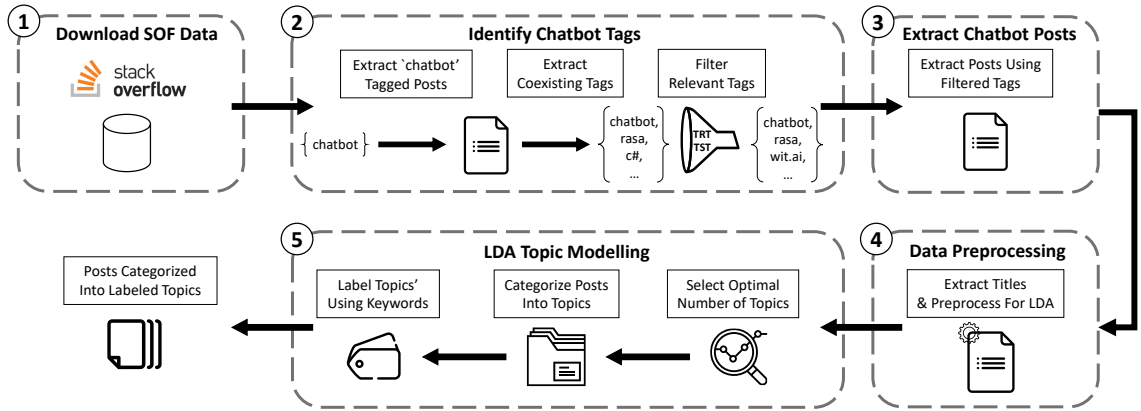 1
Download SOF Data
stack
overflow
2
Identify Chatbot Tags
Extract `chatbot’
Tagged Posts
Extract
Coexisting Tags
Filter
Relevant Tags
chatbot
chatbot,
rasa,
c#,
...
TRT
TST
chatbot,
rasa,
wit.ai,
...
3
Extract Chatbot Posts
Extract Posts Using
Filtered Tags
4
Data Preprocessing
Extract Titles
& Preprocess For LDA
5
LDA Topic Modelling
Select Optimal
Number of Topics
Categorize Posts
Into Topics
Label Topics’
Using Keywords
Posts Categorized
Into Labeled Topics